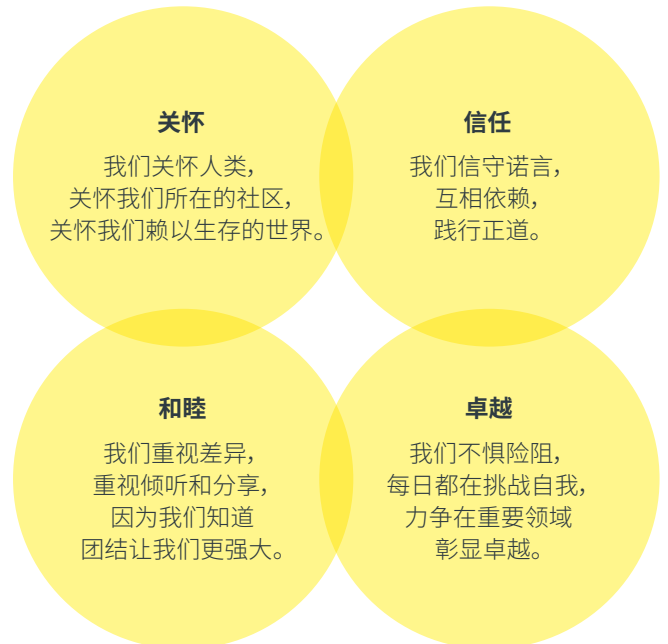 关怀
我们关怀人类，
关怀我们所在的社区，
关怀我们赖以生存的世界。
信任
我们信守诺言，
互相依赖，
践行正道。
和睦
我们重视差异，
重视倾听和分享，
因为我们知道
团结让我们更强大。
卓越
我们不惧险阻，
每日都在挑战自我，
力争在重要领域
彰显卓越。